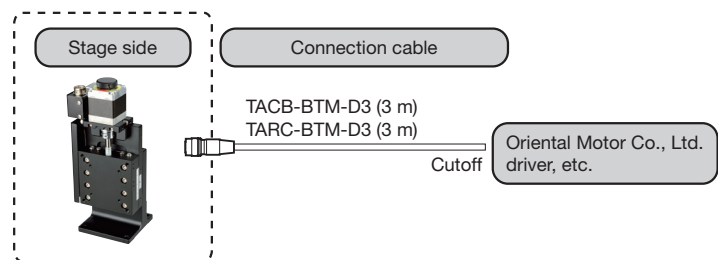 Stage side
Connection cable
TACB-BTM-D3 (3 m)
TARC-BTM-D3 (3 m)
Cutoff
Oriental Motor Co., Ltd.
driver, etc.